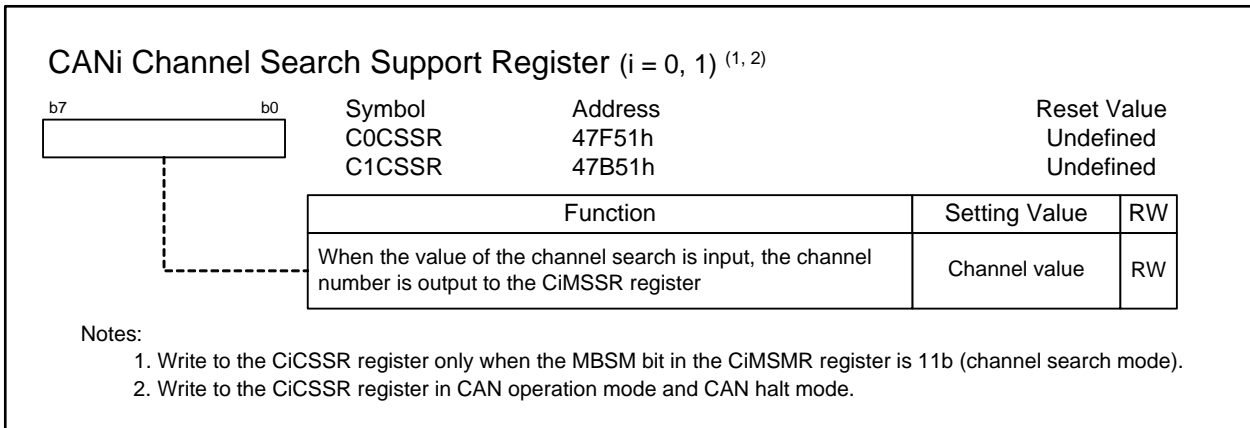 CANi Channel Search Support Register (i = 0, 1) (1, 2)
b7 b0 Symbol Address Reset Value
C0CSSR 47F51h Undefined
C1CSSR 47B51h Undefined
Function Setting Value RW
When the value of the channel search is input, the channel
number is output to the CiMSSR register
Channel value RW
Notes:
1. Write to the CiCSSR register only when the MBSM bit in the CiMSMR register is 11b (channel search mode).
2. Write to the CiCSSR register in CAN operation mode and CAN halt mode.